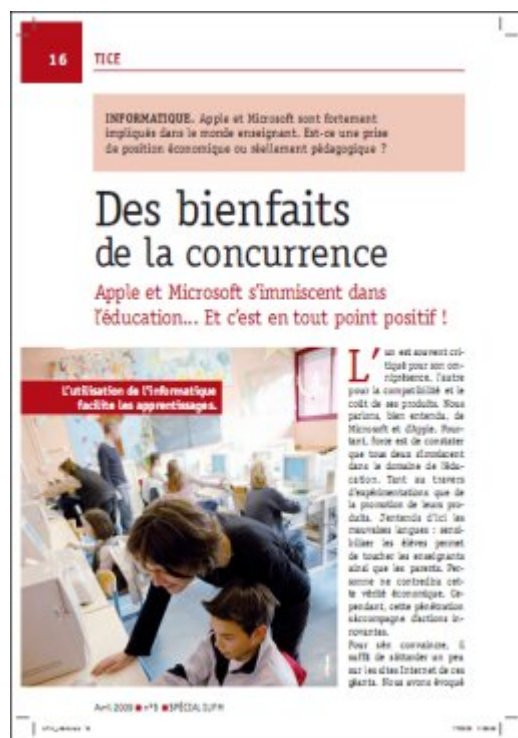 16
TICE
INFORMATIQUE. Apple et Microsoft sont fortement
impliqués dans le monde enseignant. Est-ce une prise
de position économique ou réellement pédagogique ?
Des bienfaits
de la concurrence
Apple et Microsoft s'immiscent dans
l'éducation... Et c'est en tout point positif !
L'utilisation de l'informatique
facilite les apprentissages.
L'un est souvent cri-
tiqué pour son om-
niprésence, l'autre
pour la compatibilité et le
coût de ses produits. Nous
parlons, bien entendu, de
Microsoft et d'Apple. Pour-
tant, force est de constater
que tous deux s'immiscent
dans le domaine de l'édu-
cation. Tant au travers
d'expérimentations que de
la promotion de leurs pro-
duits. J'entends d'ici les
mauvaises langues : sensi-
biliser les élèves permet
de toucher les enseignants
ainsi que les parents. Per-
sonne ne contredira cet-
te vérité économique. Ce-
pendant, cette pénétration
s'accompagne d'actions in-
novantes.
Pour s'en convaincre, il
suffit de s'attarder un peu
sur les sites Internet de ces
géants. Nous avons évoqué
Avril 2009 ■ n°5 ■ SPÉCIAL IUFM